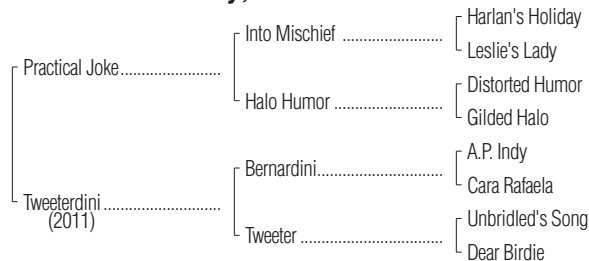 Harlan's Holiday
Into Mischief ........................
Leslie's Lady
Practical Joke........................
Distorted Humor
Halo Humor ..........................
Gilded Halo
A.P. Indy
Bernardini..............................
Cara Rafaela
Tweeterdini ............................
(2011)
Unbridled's Song
Tweeter ..................................
Dear Birdie